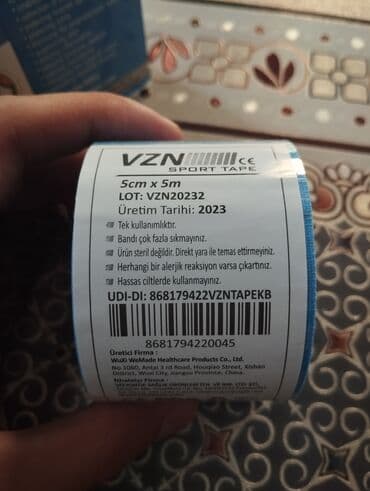 VZN CE
SPORT TAPE
5cm x 5m
LOT: VZN20232
Üretim Tarihi: 2023
Tek kullanımlıktır.
Bandı çok fazla sıkmayınız.
Ürün steril değildir. Direkt yara ile temas ettirmeyiniz.
Herhangi bir alerjik reaksiyon varsa çıkartınız.
Hassas ciltlerde kullanmayınız.
UDI-DI: 868179422VZNTAPEKB
8681794220045
Üretici Firma :
WuXi WeMade Healthcare Products Co., Ltd.
No.1060, Antai 3 rd Road, Houqiao Street, Xishan
District, Wuxi City, Jiangsu Province, China.
İthalatçı Firma :